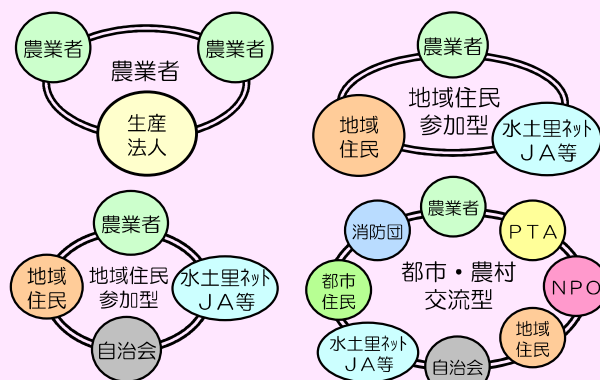 農業者
農業者
農業者
生産
法人
農業者
地域住民
参加型
地域
住民
水土里ネット
ＪＡ等
農業者
地域
住民
地域住民
参加型
水土里ネット
ＪＡ等
自治会
農業者
消防団
ＰＴＡ
都市・農村
交流型
都市
住民
ＮＰＯ
水土里ネット
ＪＡ等
地域
住民
自治会